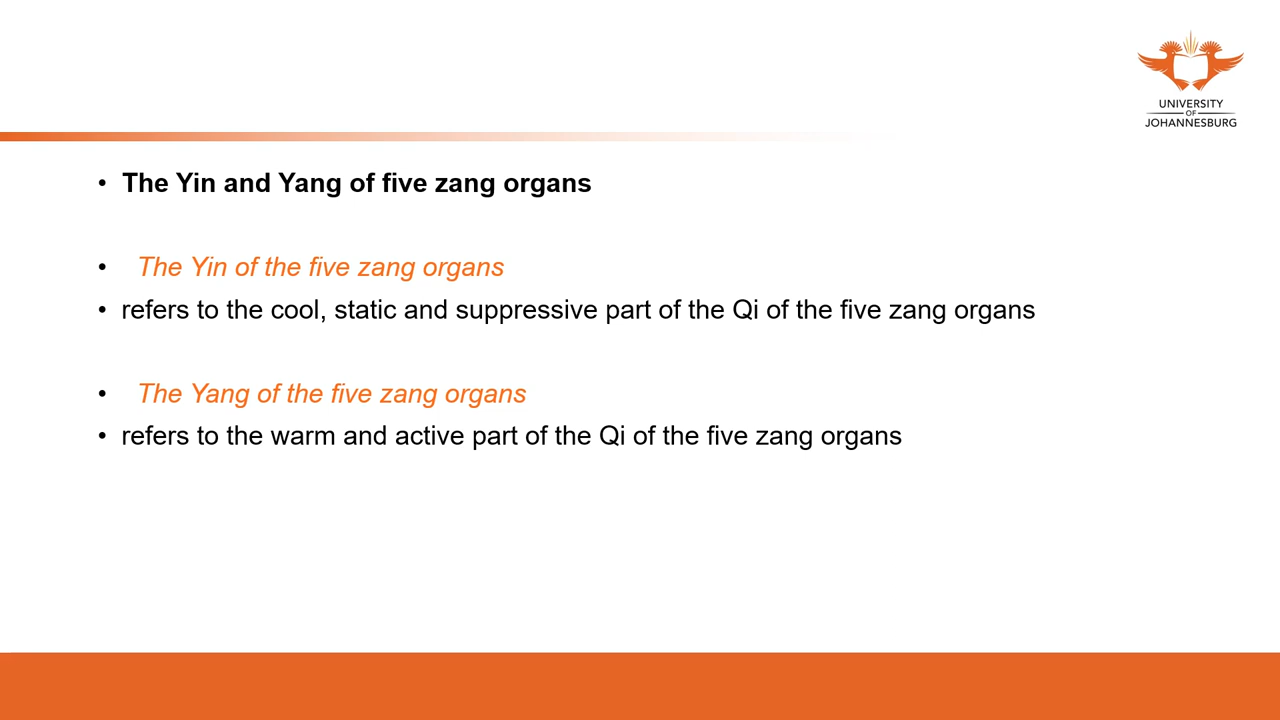 UNIVERSITY
OF
JOHANNESBURG
• The Yin and Yang of five zang organs
• The Yin of the five zang organs
• refers to the cool, static and suppressive part of the Qi of the five zang organs
• The Yang of the five zang organs
• refers to the warm and active part of the Qi of the five zang organs